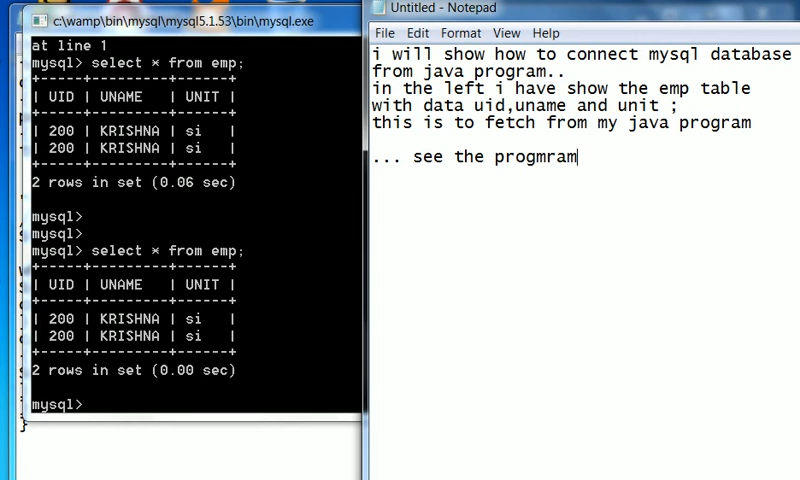 c:\wamp\bin\mysql\mysql5.1.53\bin\mysql.exe
at line 1
mysql> select * from emp;
+-----+---------+------+
| UID | UNAME   | UNIT |
+-----+---------+------+
| 200 | KRISHNA | si   |
| 200 | KRISHNA | si   |
+-----+---------+------+
2 rows in set (0.06 sec)
mysql>
mysql>
mysql> select * from emp;
+-----+---------+------+
| UID | UNAME   | UNIT |
+-----+---------+------+
| 200 | KRISHNA | si   |
| 200 | KRISHNA | si   |
+-----+---------+------+
2 rows in set (0.00 sec)
mysql>
}
Untitled - Notepad
File Edit Format View Help
i will show how to connect mysql database
from java program..
in the left i have show the emp table
with data uid,uname and unit ;
this is to fetch from my java program
... see the progmram